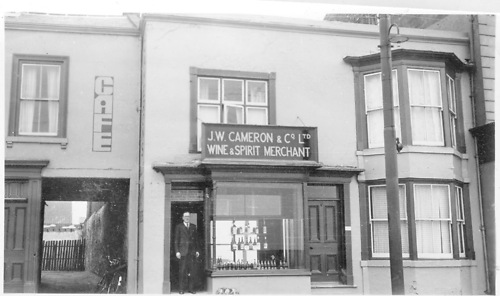 CAFE
J.W. CAMERON & Cº LTD
WINE & SPIRIT MERCHANT